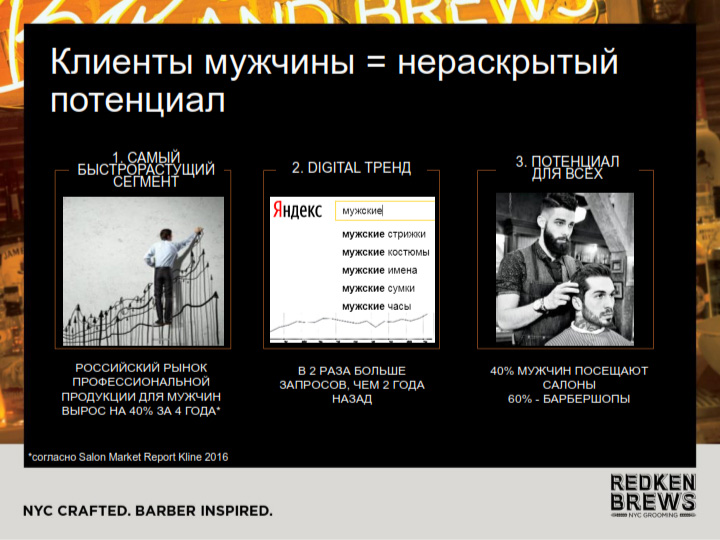 AND BREWS
Клиенты мужчины = нераскрытый
потенциал
1. САМЫЙ
БЫСТРОРАСТУЩИЙ
СЕГМЕНТ
2. DIGITAL ТРЕНД
3. ПОТЕНЦИАЛ
ДЛЯ ВСЕХ
Яндекс
мужские
мужские стрижки
мужские костюмы
мужские имена
мужские сумки
мужские часы
РОССИЙСКИЙ РЫНОК
ПРОФЕССИОНАЛЬНОЙ
ПРОДУКЦИИ ДЛЯ МУЖЧИН
ВЫРОС НА 40% ЗА 4 ГОДА*
В 2 РАЗА БОЛЬШЕ
ЗАПРОСОВ, ЧЕМ 2 ГОДА
НАЗАД
40% МУЖЧИН ПОСЕЩАЮТ
САЛОНЫ
60% - БАРБЕРШОПЫ
*согласно Salon Market Report Kline 2016
NYC CRAFTED. BARBER INSPIRED.
REDKEN
BREWS
NYC GROOMING